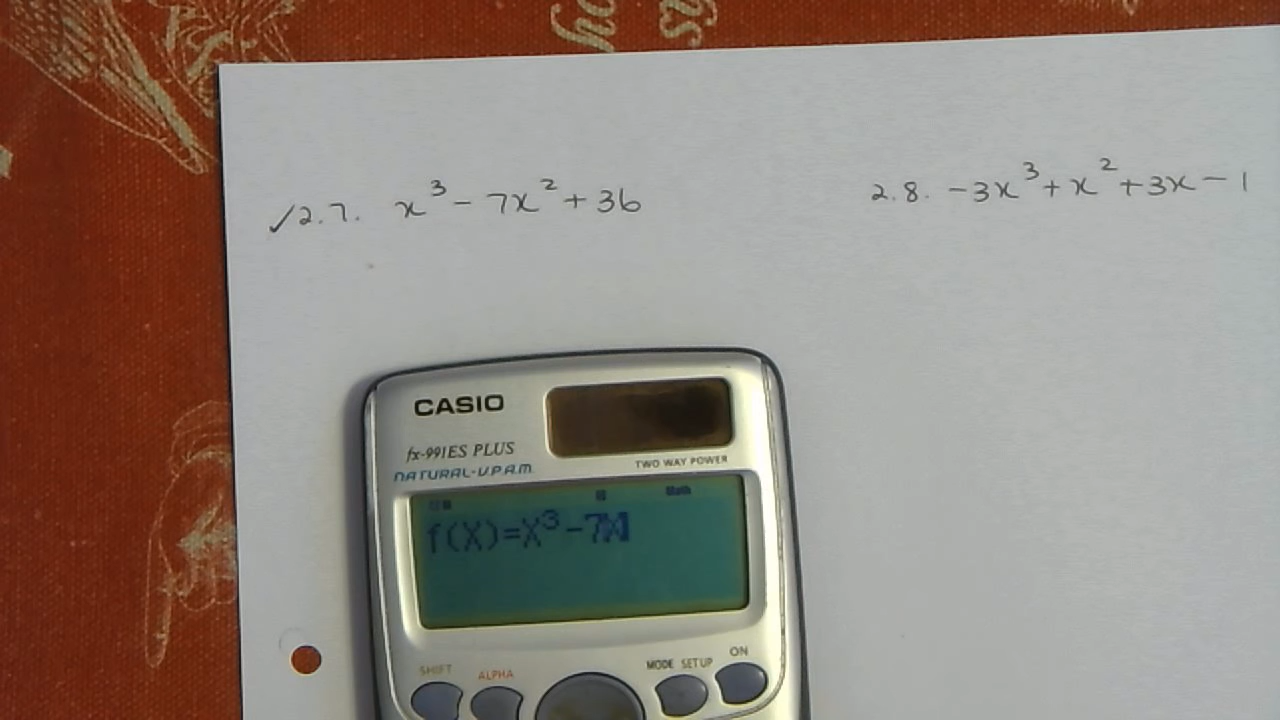 ✓2.7. x³ - 7x² + 36
2.8. -3x³ + x² + 3x - 1
CASIO
fx-991ES PLUS
NATURAL-V.P.A.M.
TWO WAY POWER
Math
f(X)=X³-7X
SHIFT ALPHA MODE SETUP ON